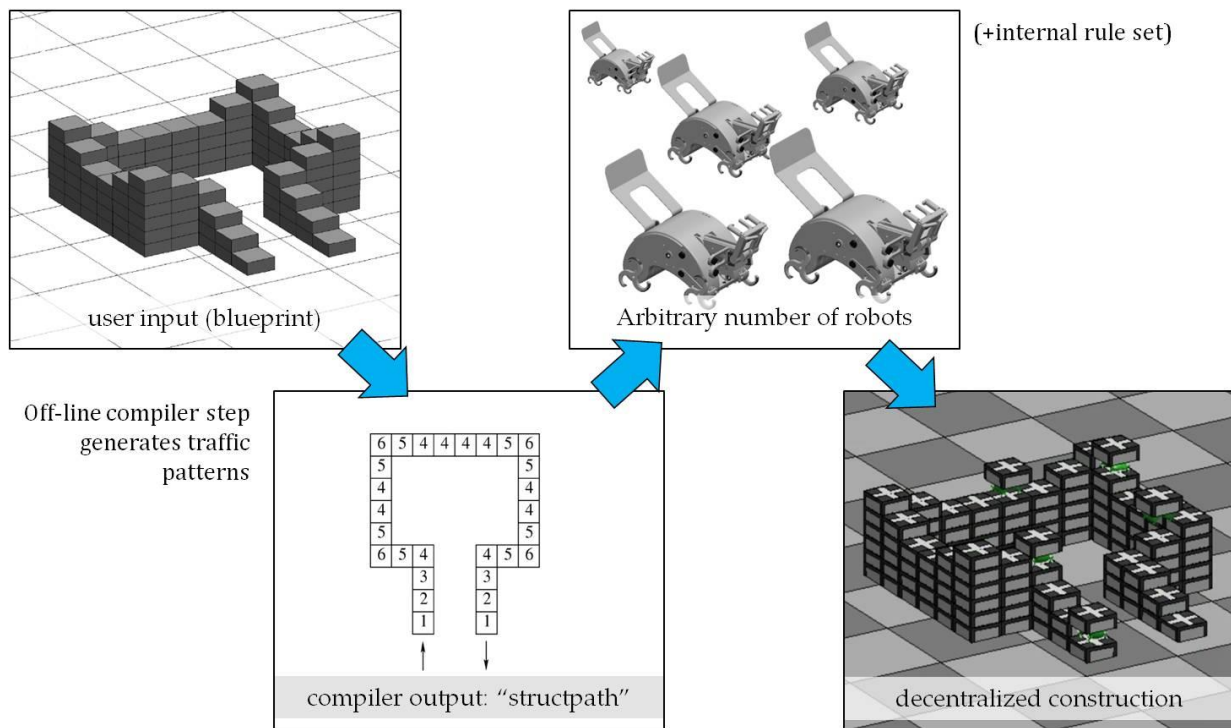 (+internal rule set)
user input (blueprint)
Arbitrary number of robots
Off-line compiler step
generates traffic
patterns
6 5 4 4 4 4 5 6
5 5
4 4
4 4
5 5
6 5 4 4 5 6
3 3
2 2
1 1
compiler output: “structpath”
decentralized construction